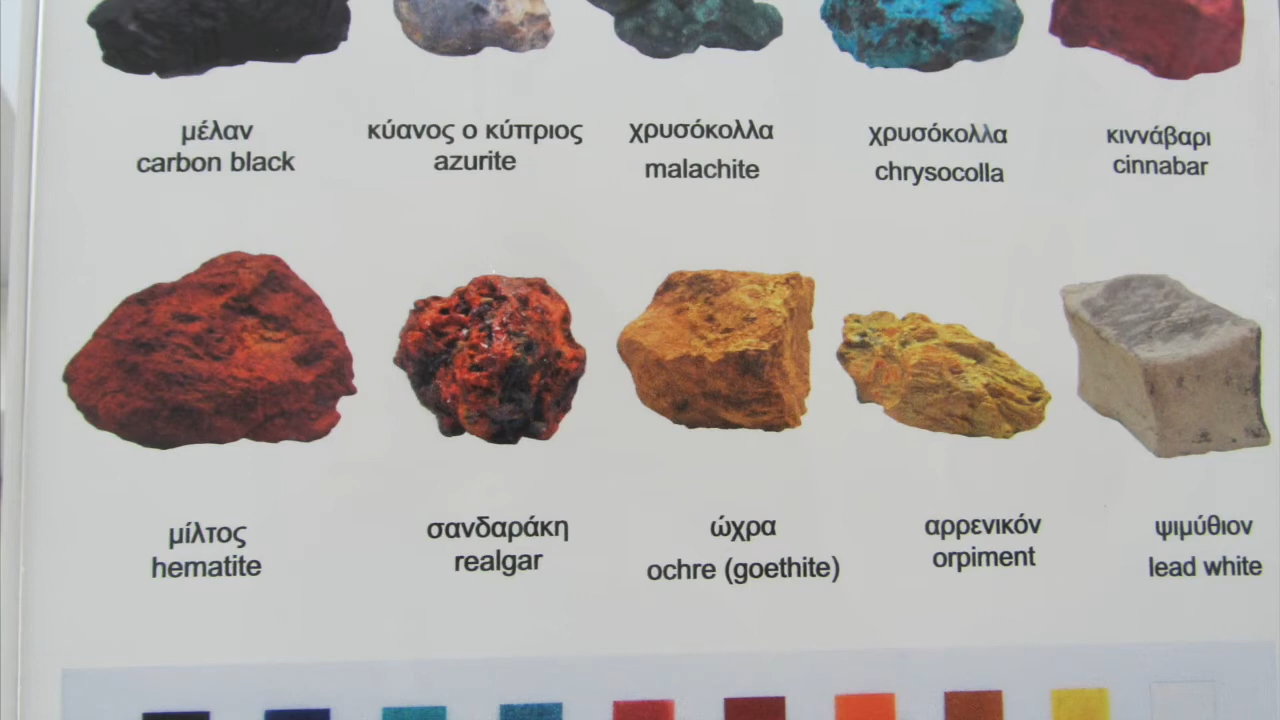 μέλαν
carbon black
κύανος ο κύπριος
azurite
χρυσόκολλα
malachite
χρυσόκολλα
chrysocolla
κιννάβαρι
cinnabar
μίλτος
hematite
σανδαράκη
realgar
ώχρα
ochre (goethite)
αρρενικόν
orpiment
ψιμύθιον
lead white